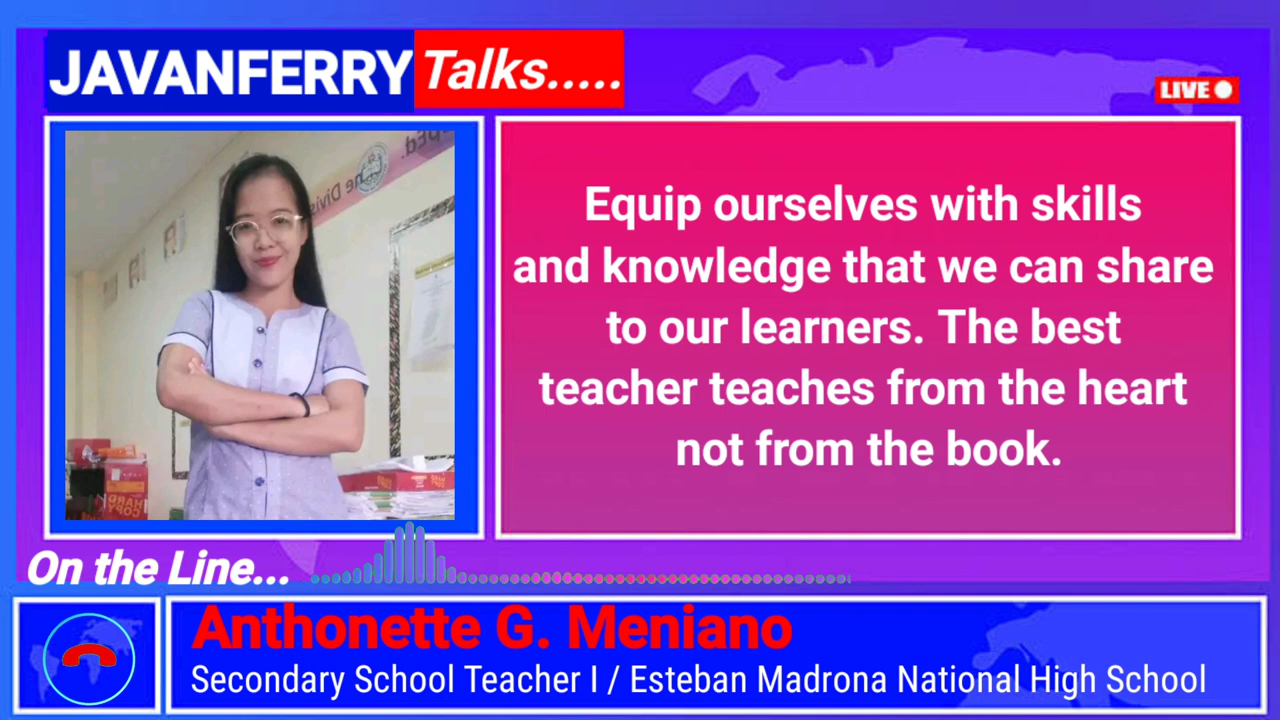 JAVANFERRY Talks.....
LIVE
Equip ourselves with skills
and knowledge that we can share
to our learners. The best
teacher teaches from the heart
not from the book.
HARD
COPY
On the Line...
Anthonette G. Meniano
Secondary School Teacher I / Esteban Madrona National High School